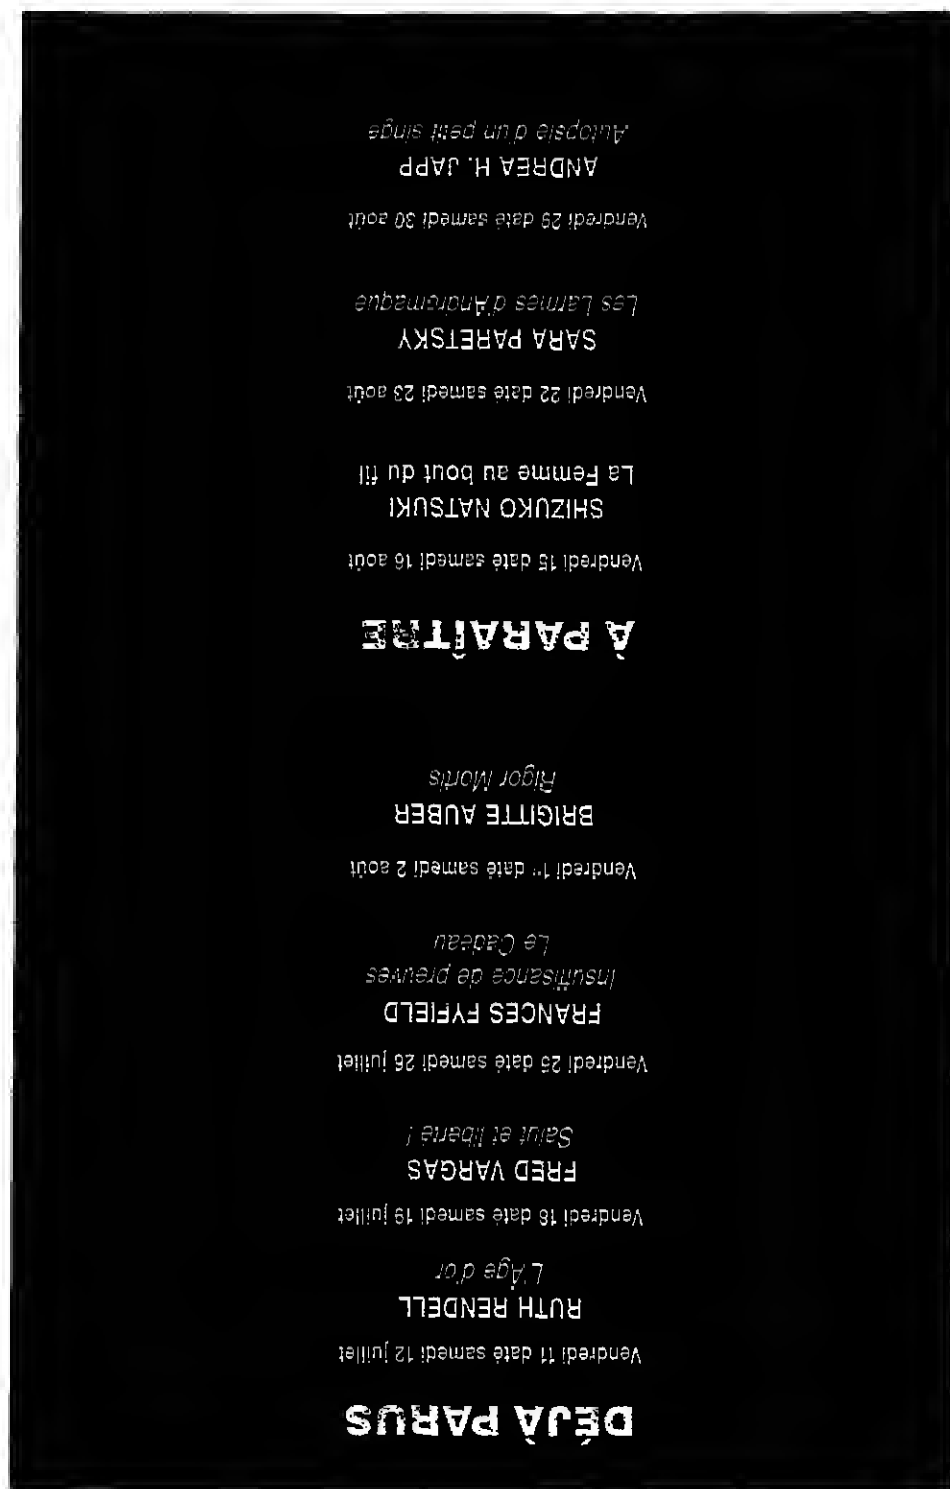 DÉJÀ PARUS
Vendredi 11 daté samedi 12 juillet
RUTH RENDELL
L'Âge d'or
Vendredi 18 daté samedi 19 juillet
FRED VARGAS
Salut et liberté !
Vendredi 25 daté samedi 26 juillet
FRANCES FYFIELD
Insuffisance de preuves
Le Cadeau
Vendredi 1er daté samedi 2 août
BRIGITTE AUBER
Rigor Mortis
À PARAÎTRE
Vendredi 15 daté samedi 16 août
SHIZUKO NATSUKI
La Femme au bout du fil
Vendredi 22 daté samedi 23 août
SARA PARETSKY
Les Larmes d'Andromaque
Vendredi 29 daté samedi 30 août
ANDREA H. JAPP
Autopsie d'un petit singe